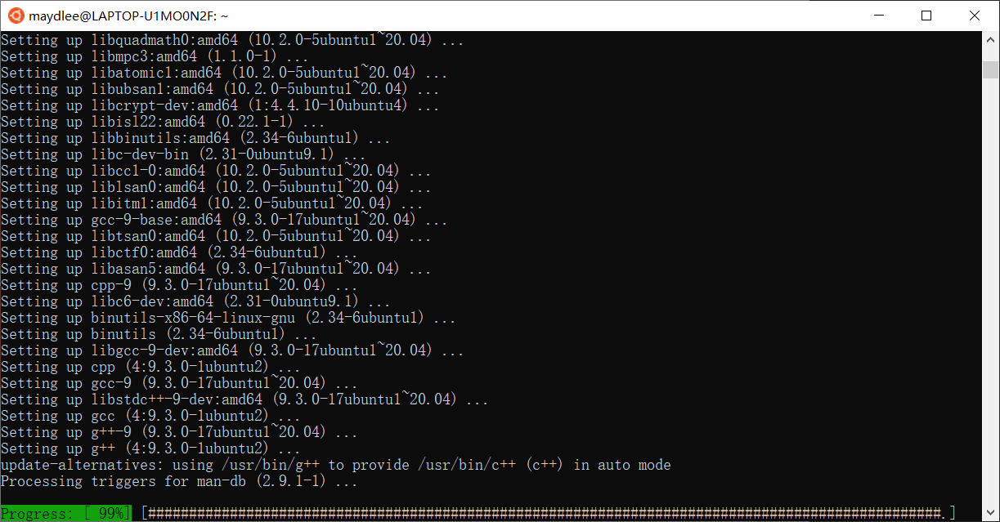 maydlee@LAPTOP-U1MO0N2F: ~
Setting up libquadmath0:amd64 (10.2.0-5ubuntu1~20.04) ...
Setting up libmpc3:amd64 (1.1.0-1) ...
Setting up libatomic1:amd64 (10.2.0-5ubuntu1~20.04) ...
Setting up libubsan1:amd64 (10.2.0-5ubuntu1~20.04) ...
Setting up libcrypt-dev:amd64 (1:4.4.10-10ubuntu4) ...
Setting up libisl22:amd64 (0.22.1-1) ...
Setting up libbinutils:amd64 (2.34-6ubuntu1) ...
Setting up libc-dev-bin (2.31-0ubuntu9.1) ...
Setting up libcc1-0:amd64 (10.2.0-5ubuntu1~20.04) ...
Setting up liblsan0:amd64 (10.2.0-5ubuntu1~20.04) ...
Setting up libitm1:amd64 (10.2.0-5ubuntu1~20.04) ...
Setting up gcc-9-base:amd64 (9.3.0-17ubuntu1~20.04) ...
Setting up libtsan0:amd64 (10.2.0-5ubuntu1~20.04) ...
Setting up libctf0:amd64 (2.34-6ubuntu1) ...
Setting up libasan5:amd64 (9.3.0-17ubuntu1~20.04) ...
Setting up cpp-9 (9.3.0-17ubuntu1~20.04) ...
Setting up libc6-dev:amd64 (2.31-0ubuntu9.1) ...
Setting up binutils-x86-64-linux-gnu (2.34-6ubuntu1) ...
Setting up binutils (2.34-6ubuntu1) ...
Setting up libgcc-9-dev:amd64 (9.3.0-17ubuntu1~20.04) ...
Setting up cpp (4:9.3.0-1ubuntu2) ...
Setting up gcc-9 (9.3.0-17ubuntu1~20.04) ...
Setting up libstdc++-9-dev:amd64 (9.3.0-17ubuntu1~20.04) ...
Setting up gcc (4:9.3.0-1ubuntu2) ...
Setting up g++-9 (9.3.0-17ubuntu1~20.04) ...
Setting up g++ (4:9.3.0-1ubuntu2) ...
update-alternatives: using /usr/bin/g++ to provide /usr/bin/c++ (c++) in auto mode
Processing triggers for man-db (2.9.1-1) ...
Progress: [ 99%] [#################################################################################################.]